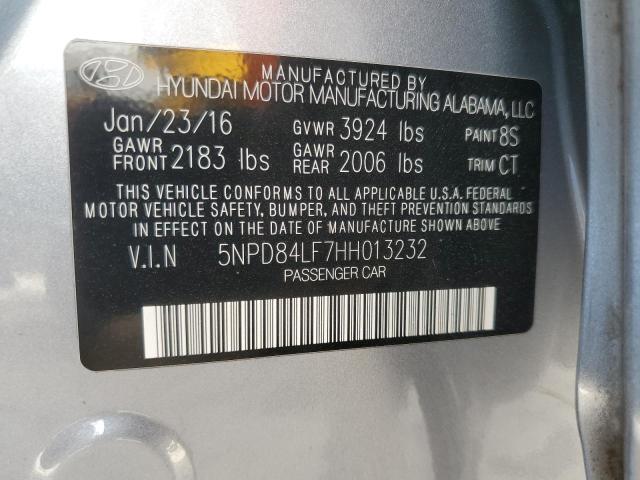 MANUFACTURED BY
HYUNDAI MOTOR MANUFACTURING ALABAMA, LLC
Jan/23/16 GVWR 3924 lbs PAINT 8S
GAWR FRONT 2183 lbs GAWR REAR 2006 lbs TRIM CT
THIS VEHICLE CONFORMS TO ALL APPLICABLE U.S.A. FEDERAL
MOTOR VEHICLE SAFETY, BUMPER, AND THEFT PREVENTION STANDARDS
IN EFFECT ON THE DATE OF MANUFACTURE SHOWN ABOVE.
V.I.N 5NPD84LF7HH013232
PASSENGER CAR